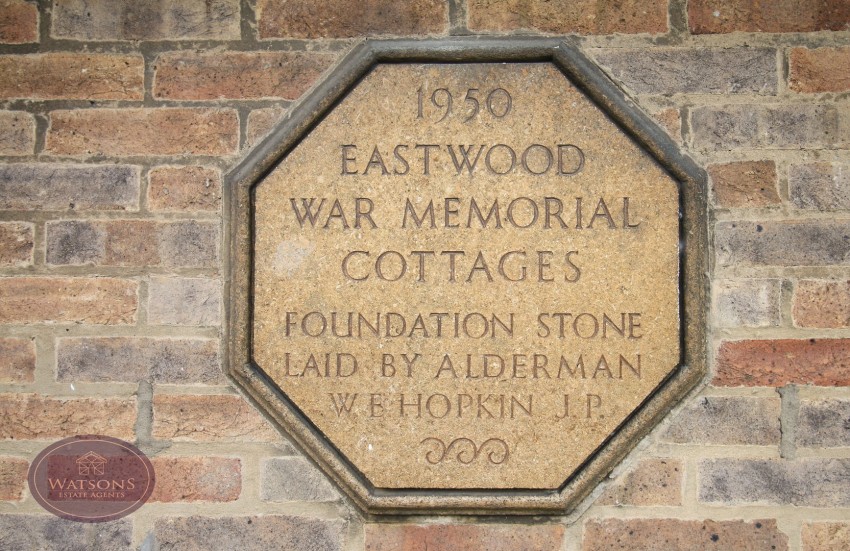 1950
EASTWOOD
WAR MEMORIAL
COTTAGES
FOUNDATION STONE
LAID BY ALDERMAN
W.E HOPKIN J.P.
WATSONS
ESTATE AGENTS